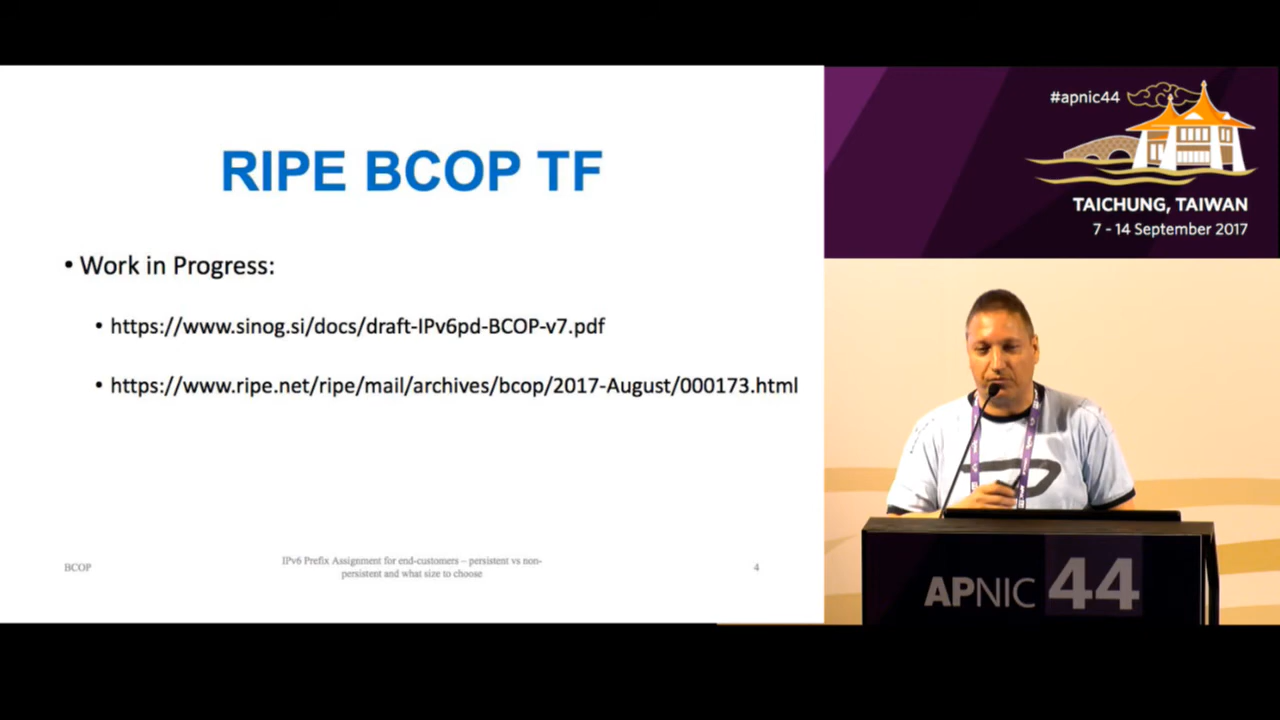 RIPE BCOP TF
• Work in Progress:
• https://www.sinog.si/docs/draft-IPv6pd-BCOP-v7.pdf
• https://www.ripe.net/ripe/mail/archives/bcop/2017-August/000173.html
BCOP
IPv6 Prefix Assignment for end-customers – persistent vs non-
persistent and what size to choose
4
#apnic44
TAICHUNG, TAIWAN
7 - 14 September 2017
APNIC 44